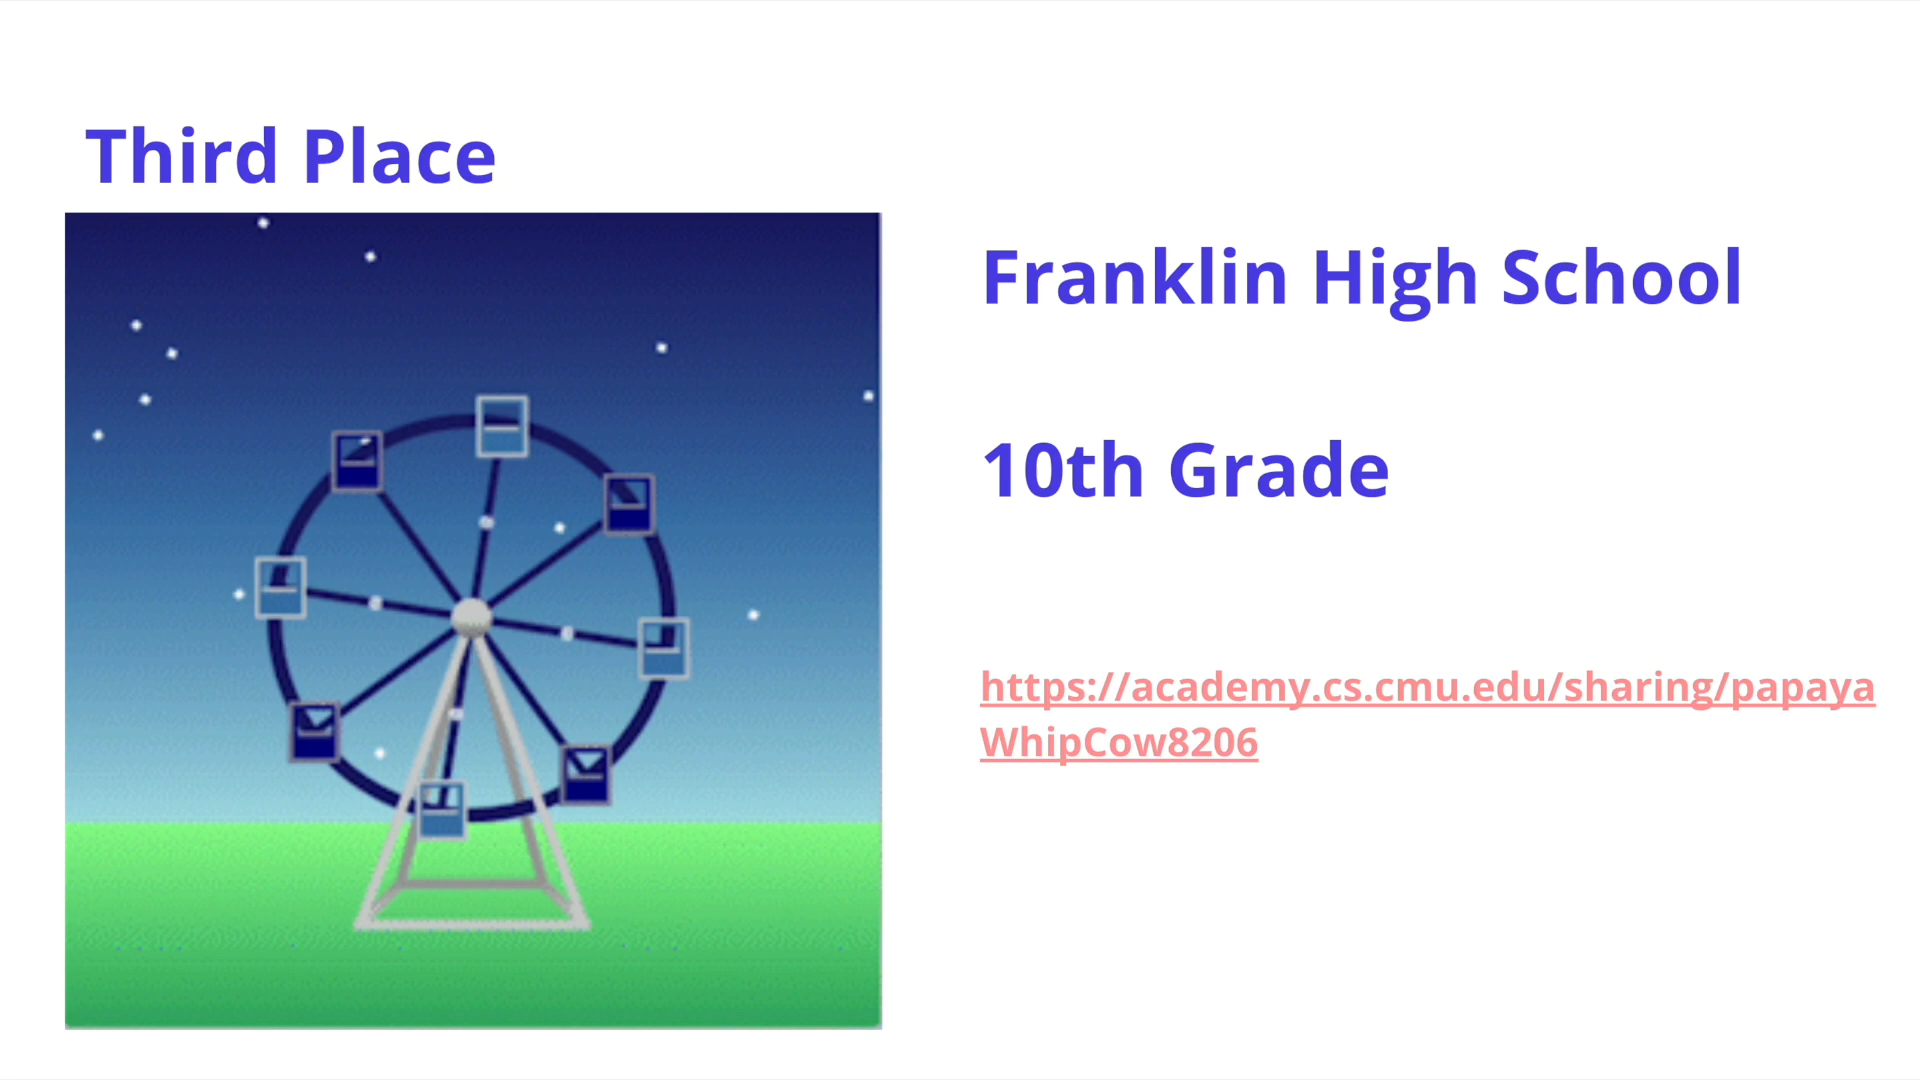 Third Place
Franklin High School
10th Grade
https://academy.cs.cmu.edu/sharing/papaya
WhipCow8206